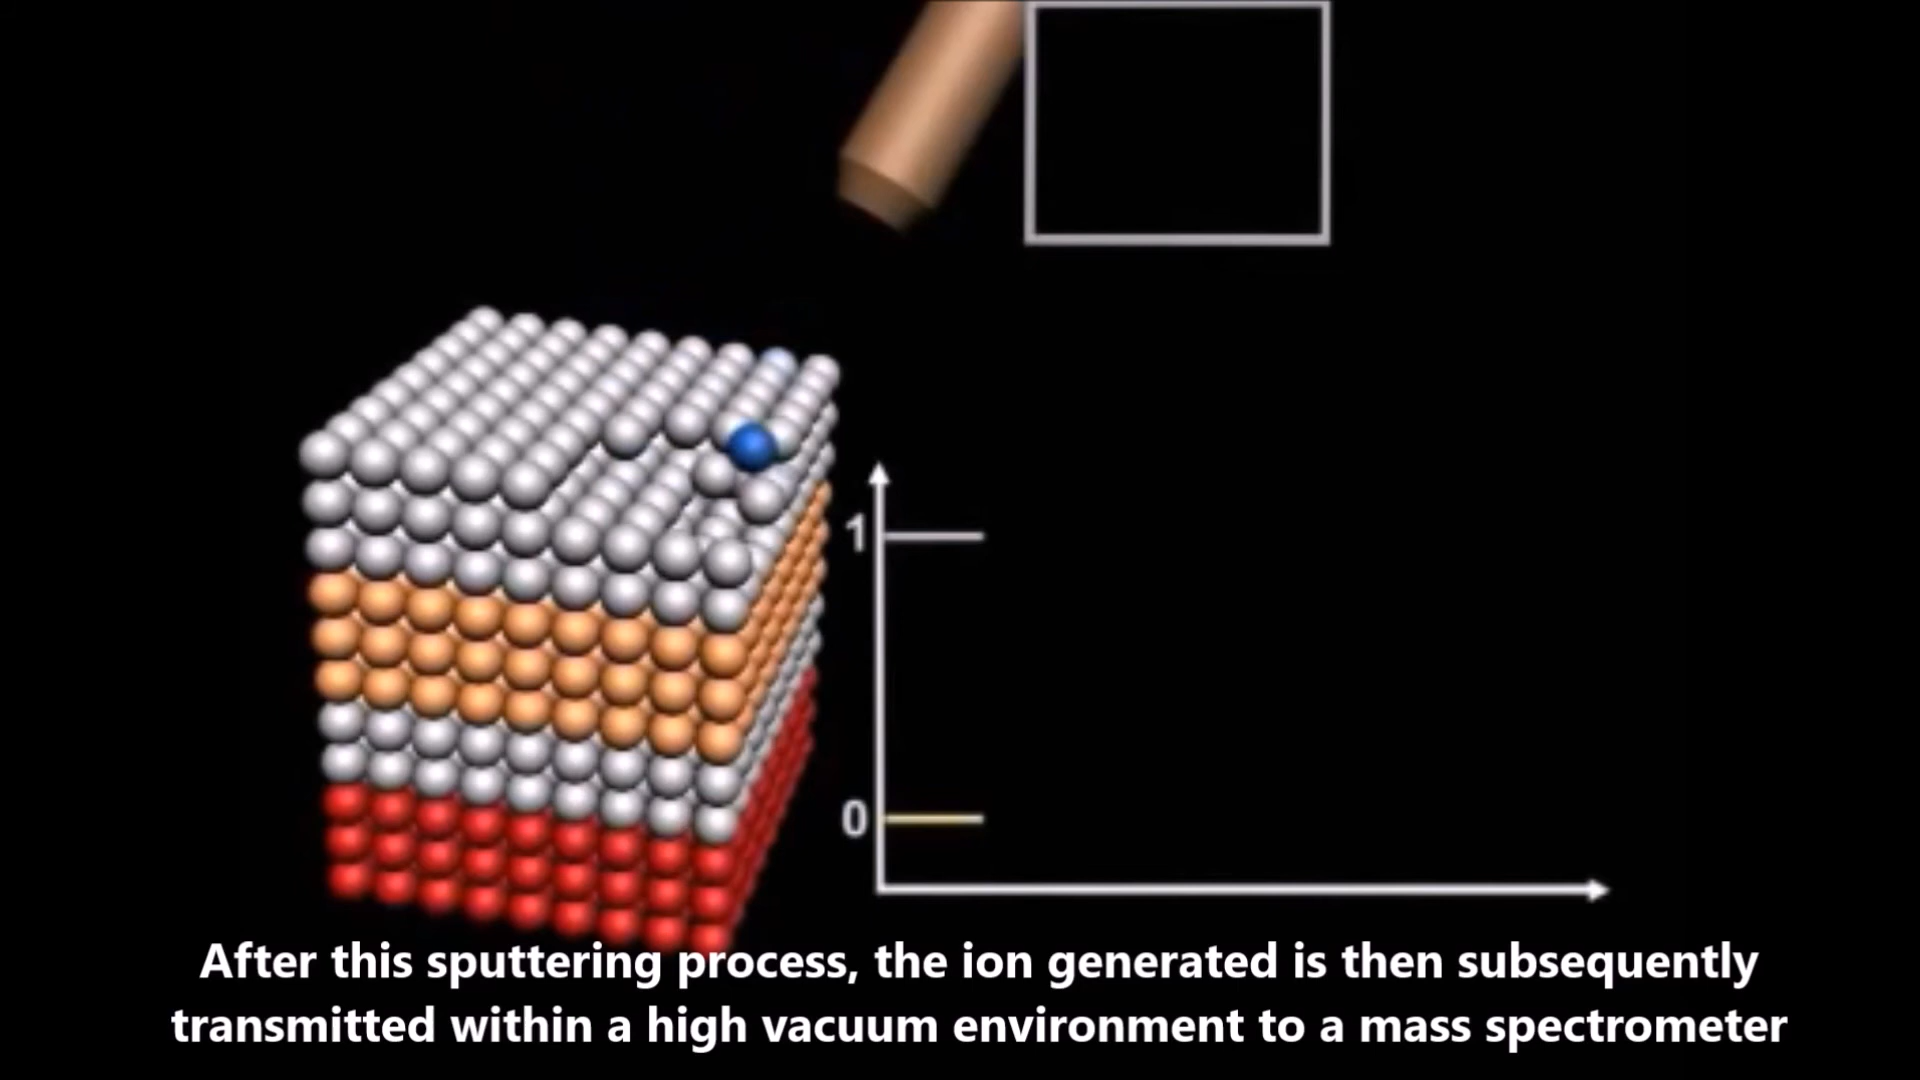 1
0
After this sputtering process, the ion generated is then subsequently
transmitted within a high vacuum environment to a mass spectrometer